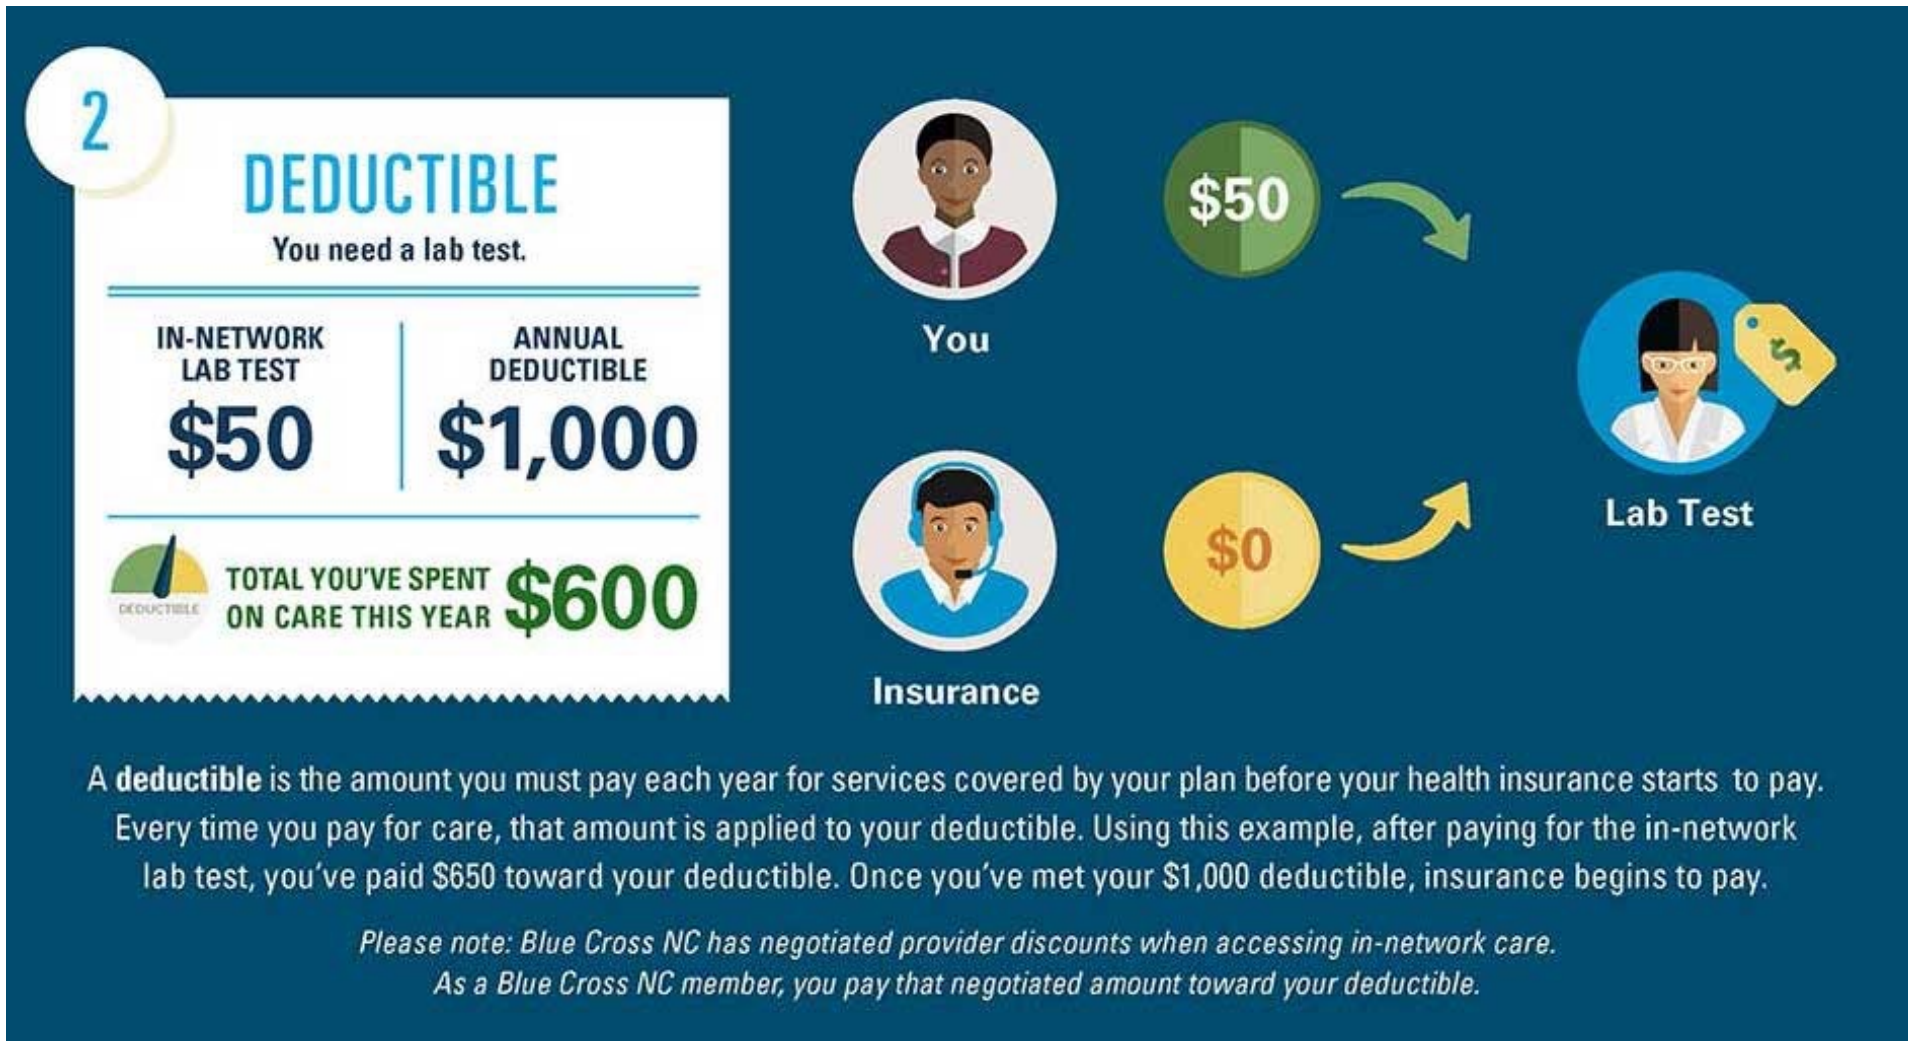 2
DEDUCTIBLE
You need a lab test.
IN-NETWORK
LAB TEST
$50
ANNUAL
DEDUCTIBLE
$1,000
DEDUCTIBLE
TOTAL YOU'VE SPENT
ON CARE THIS YEAR
$600
You
$50
Insurance
$0
$
Lab Test
A deductible is the amount you must pay each year for services covered by your plan before your health insurance starts to pay.
Every time you pay for care, that amount is applied to your deductible. Using this example, after paying for the in-network
lab test, you've paid $650 toward your deductible. Once you've met your $1,000 deductible, insurance begins to pay.
Please note: Blue Cross NC has negotiated provider discounts when accessing in-network care.
As a Blue Cross NC member, you pay that negotiated amount toward your deductible.